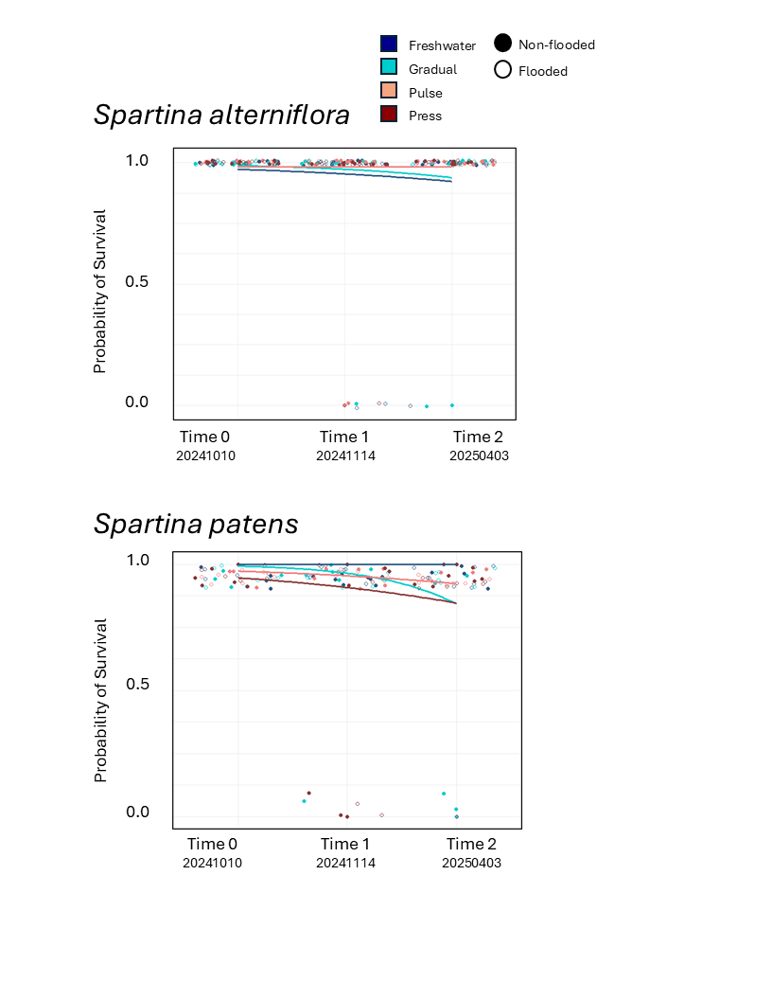 Freshwater
Non-flooded
Gradual
Flooded
Pulse
Press
Spartina alterniflora
1.0
0.5
0.0
Probability of Survival
Time 0
Time 1
Time 2
20241010
20241114
20250403
Spartina patens
1.0
0.5
0.0
Probability of Survival
Time 0
Time 1
Time 2
20241010
20241114
20250403